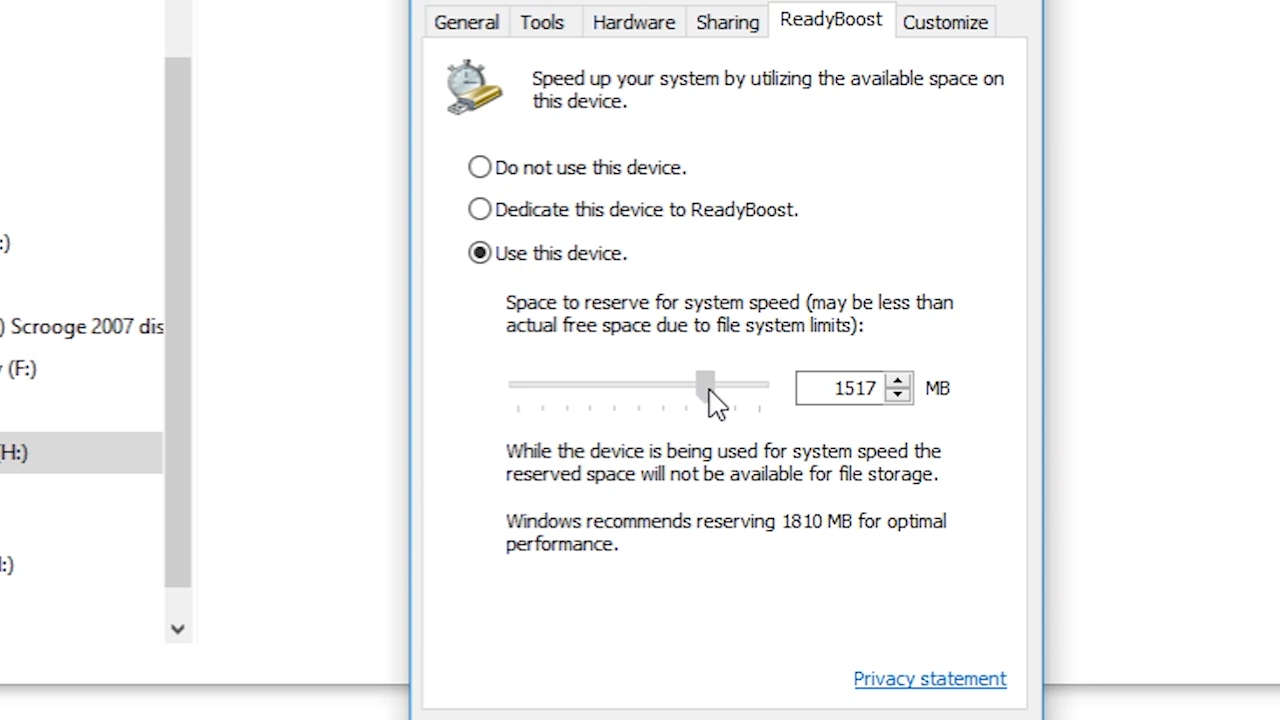 General
Tools
Hardware
Sharing
ReadyBoost
Customize
Speed up your system by utilizing the available space on
this device.
Do not use this device.
Dedicate this device to ReadyBoost.
Use this device.
:)
Space to reserve for system speed (may be less than
actual free space due to file system limits):
) Scrooge 2007 dis
(F:)
1517 MB
(H:)
While the device is being used for system speed the
reserved space will not be available for file storage.
Windows recommends reserving 1810 MB for optimal
performance.
:)
Privacy statement